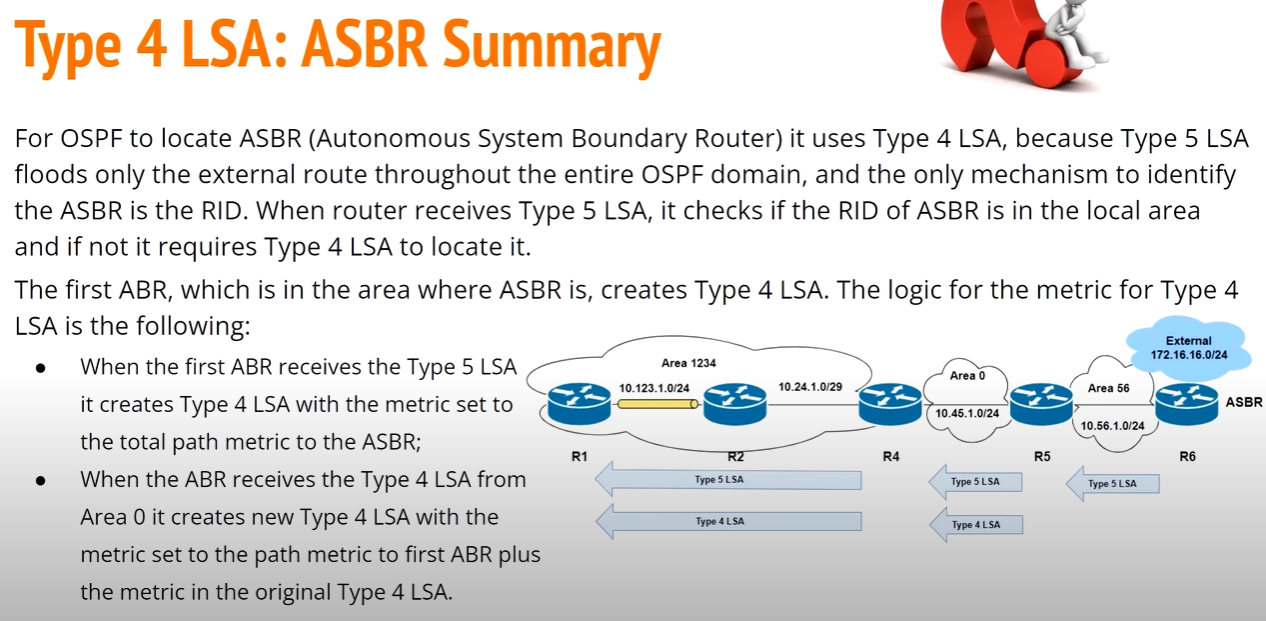 Type 4 LSA: ASBR Summary
For OSPF to locate ASBR (Autonomous System Boundary Router) it uses Type 4 LSA, because Type 5 LSA
floods only the external route throughout the entire OSPF domain, and the only mechanism to identify
the ASBR is the RID. When router receives Type 5 LSA, it checks if the RID of ASBR is in the local area
and if not it requires Type 4 LSA to locate it.
The first ABR, which is in the area where ASBR is, creates Type 4 LSA. The logic for the metric for Type 4
LSA is the following:
● When the first ABR receives the Type 5 LSA
it creates Type 4 LSA with the metric set to
the total path metric to the ASBR;
● When the ABR receives the Type 4 LSA from
Area 0 it creates new Type 4 LSA with the
metric set to the path metric to first ABR plus
the metric in the original Type 4 LSA.
External
172.16.16.0/24
Area 1234
Area 0
Area 56
10.123.1.0/24
10.24.1.0/29
10.45.1.0/24
10.56.1.0/24
ASBR
R1
R2
R4
R5
R6
Type 5 LSA
Type 5 LSA
Type 5 LSA
Type 4 LSA
Type 4 LSA